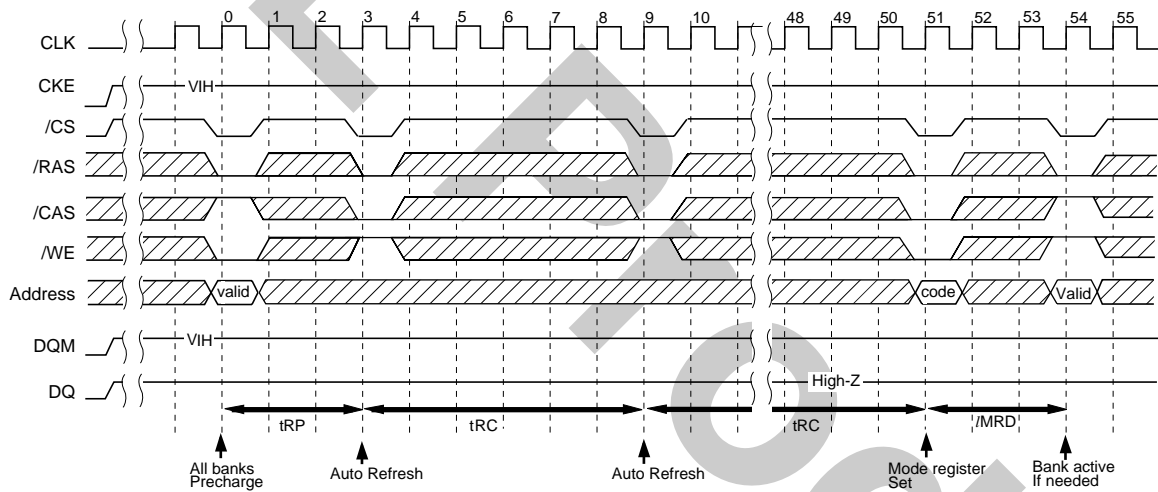 0 1 2 3 4 5 6 7 8 9 10 48 49 50 51 52 53 54 55
CLK
CKE VIH
/CS
/RAS
/CAS
/WE
Address valid code Valid
DQM VIH
DQ High-Z
tRP tRC tRC lMRD
All banks
Precharge
Auto Refresh
Auto Refresh
Mode register
Set
Bank active
If needed